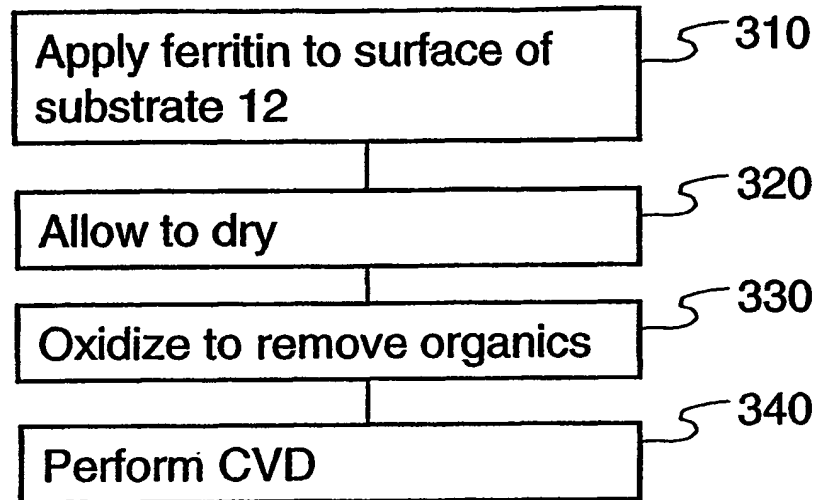 Apply ferritin to surface of
substrate 12
310
Allow to dry
320
Oxidize to remove organics
330
Perform CVD
340